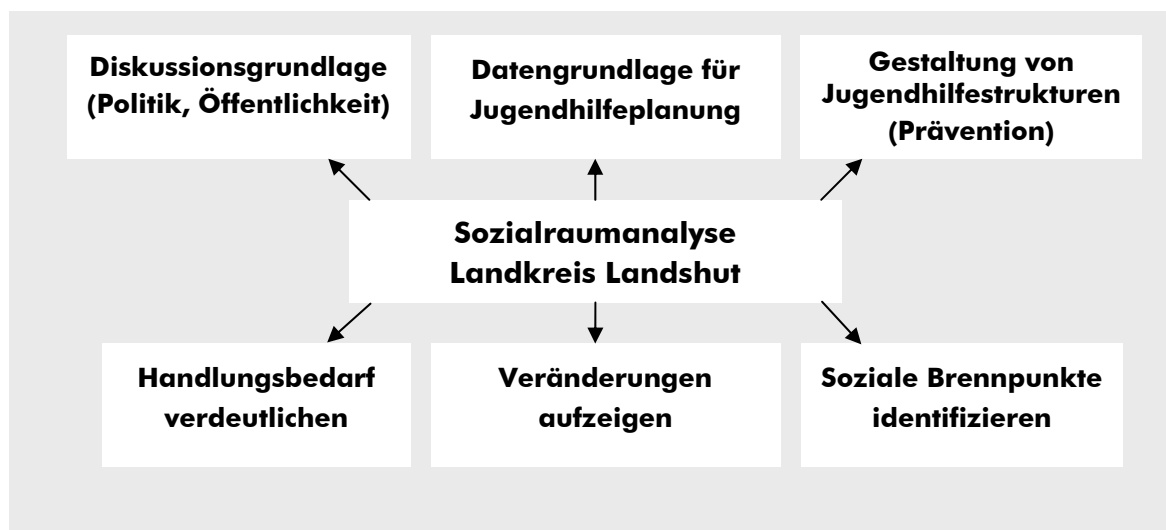 Diskussionsgrundlage
(Politik, Öffentlichkeit)
Datengrundlage für
Jugendhilfeplanung
Gestaltung von
Jugendhilfestrukturen
(Prävention)
Sozialraumanalyse
Landkreis Landshut
Handlungsbedarf
verdeutlichen
Veränderungen
aufzeigen
Soziale Brennpunkte
identifizieren